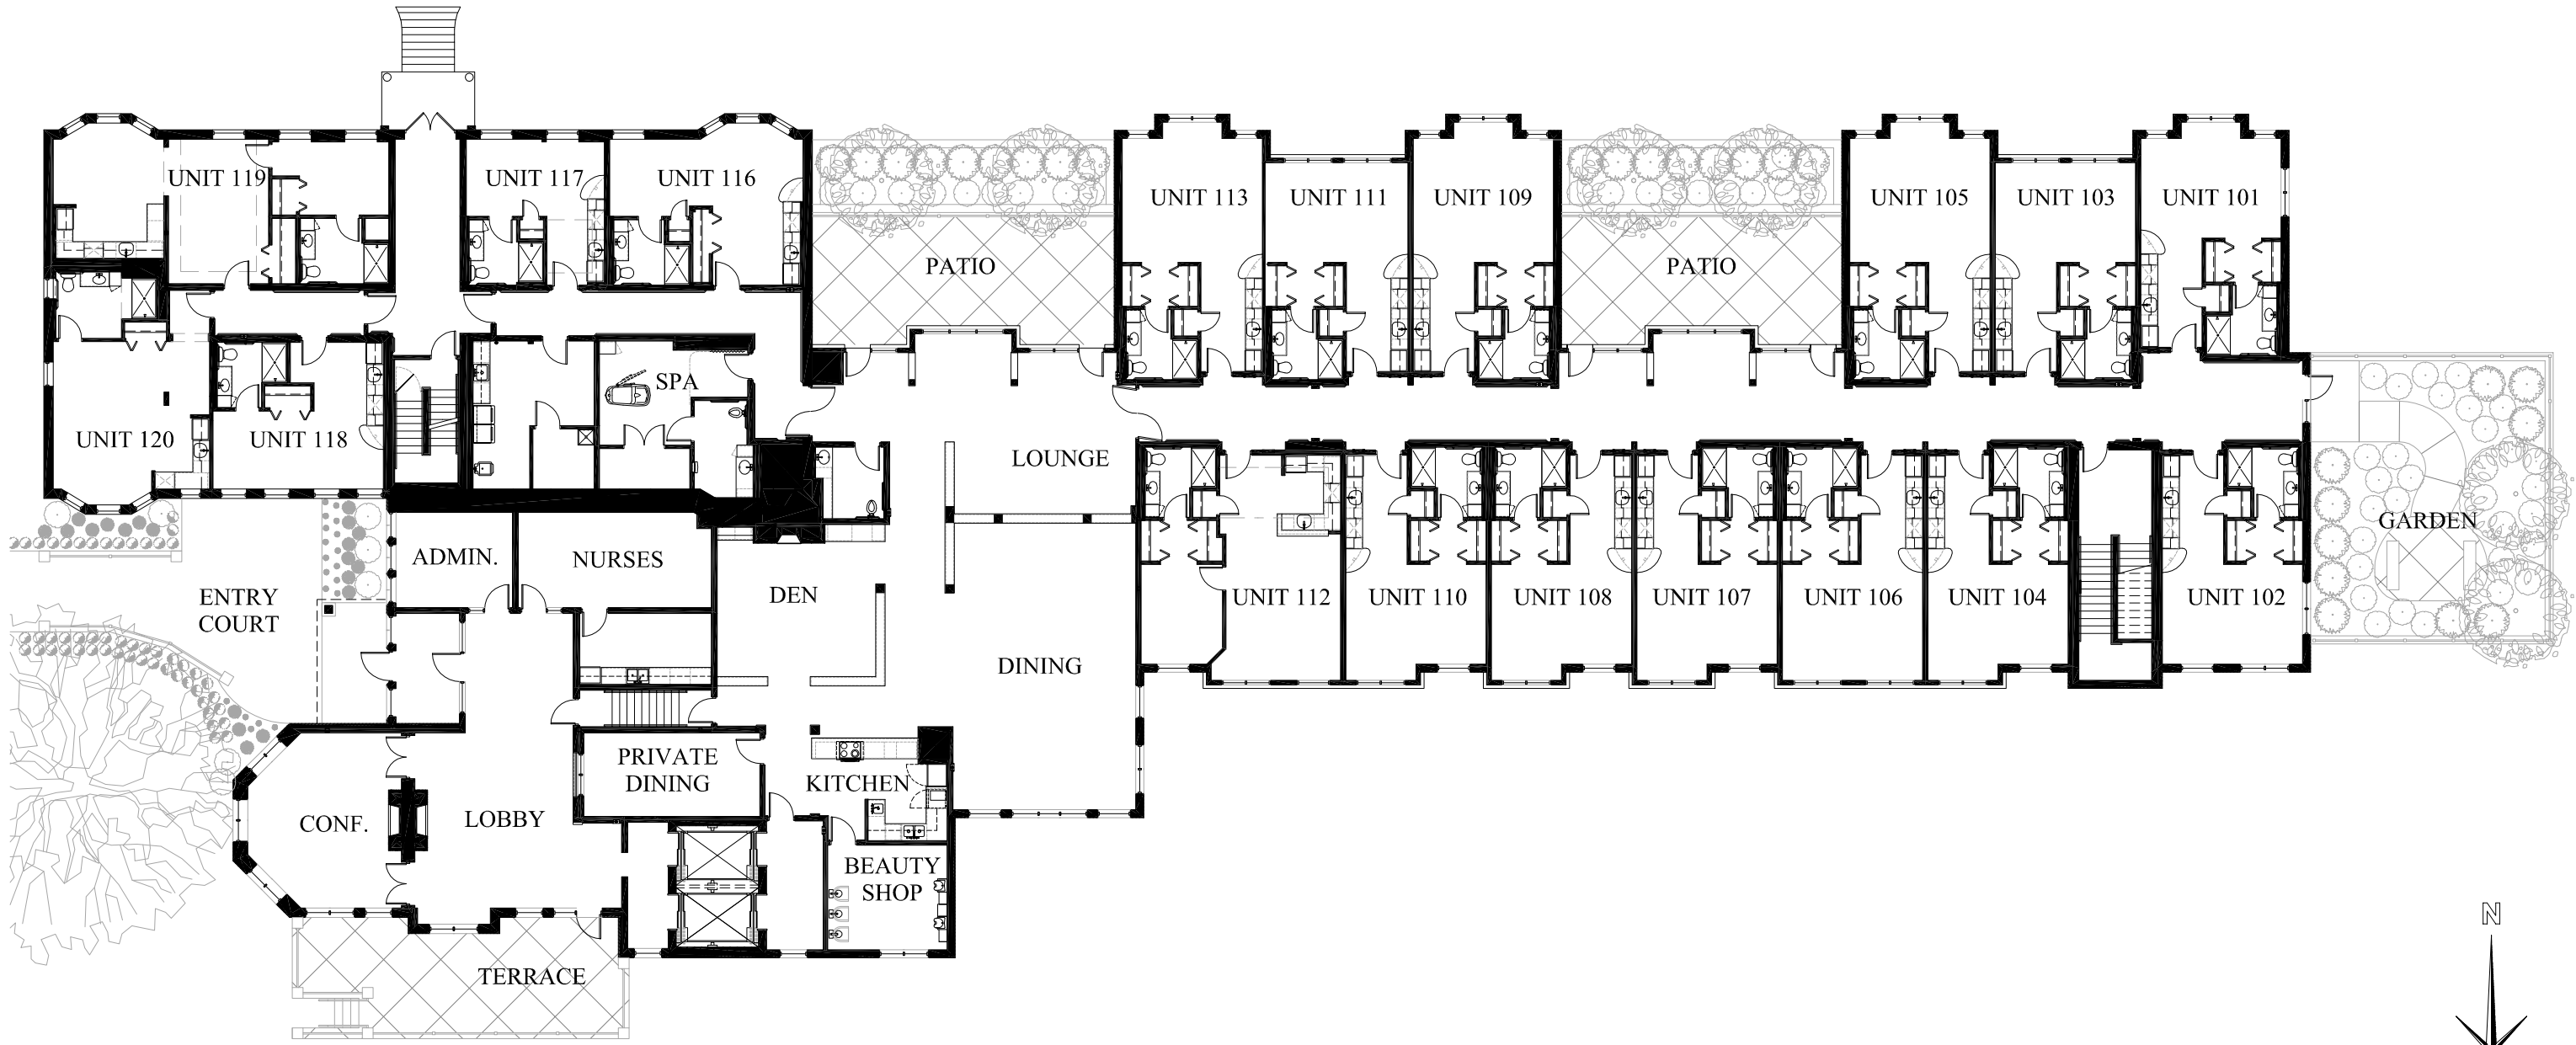 UNIT 119
UNIT 117
UNIT 116
UNIT 113
UNIT 111
UNIT 109
UNIT 105
UNIT 103
UNIT 101
PATIO
PATIO
SPA
UNIT 120
UNIT 118
LOUNGE
GARDEN
ADMIN.
NURSES
DEN
ENTRY
COURT
UNIT 112
UNIT 110
UNIT 108
UNIT 107
UNIT 106
UNIT 104
UNIT 102
DINING
PRIVATE
DINING
KITCHEN
CONF.
LOBBY
BEAUTY
SHOP
TERRACE
N